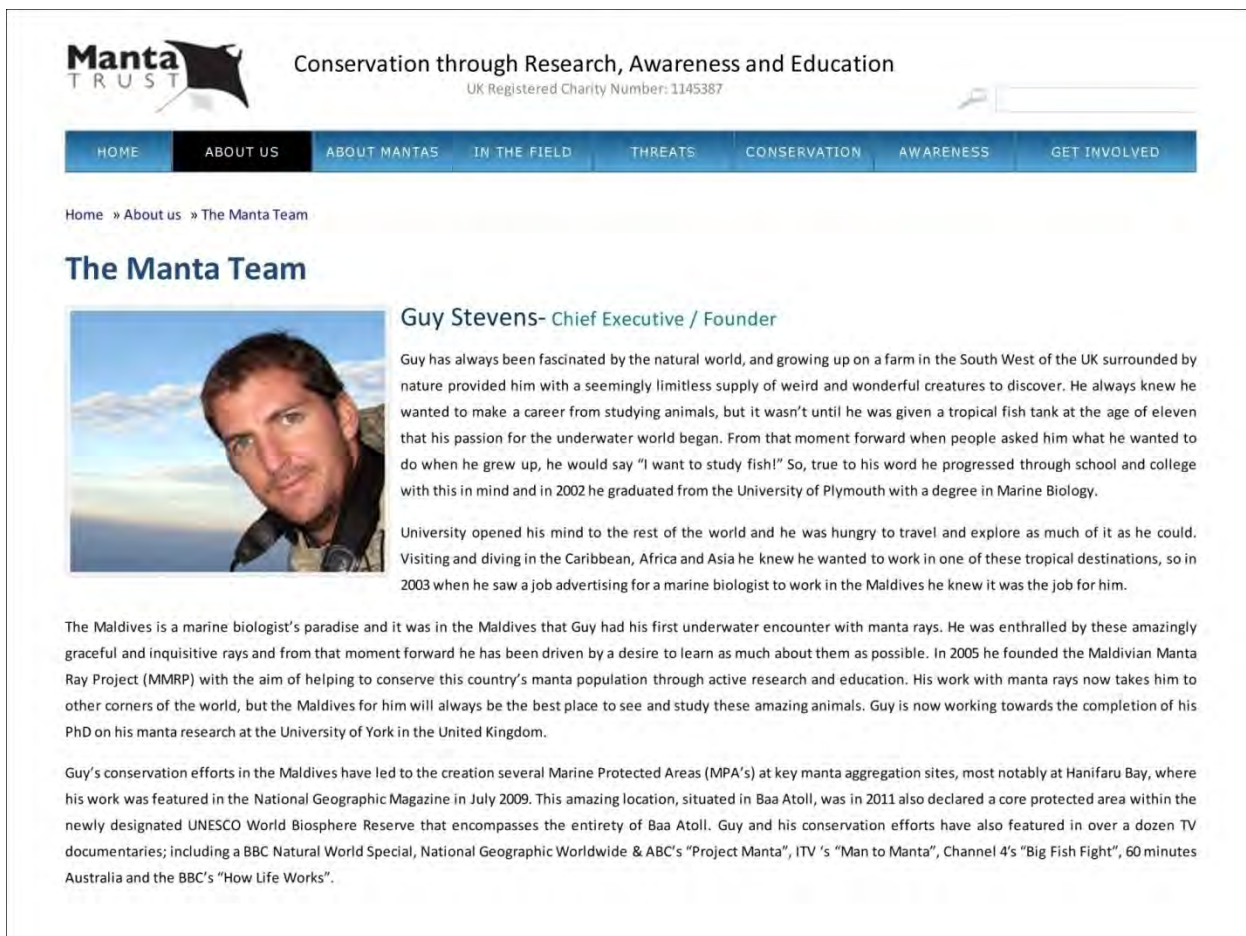 Manta
TRUST
Conservation through Research, Awareness and Education
UK Registered Charity Number: 1145387
HOME ABOUT US ABOUT MANTAS IN THE FIELD THREATS CONSERVATION AWARENESS GET INVOLVED
Home » About us » The Manta Team
The Manta Team
Guy Stevens- Chief Executive / Founder
Guy has always been fascinated by the natural world, and growing up on a farm in the South West of the UK surrounded by
nature provided him with a seemingly limitless supply of weird and wonderful creatures to discover. He always knew he
wanted to make a career from studying animals, but it wasn't until he was given a tropical fish tank at the age of eleven
that his passion for the underwater world began. From that moment forward when people asked him what he wanted to
do when he grew up, he would say “I want to study fish!” So, true to his word he progressed through school and college
with this in mind and in 2002 he graduated from the University of Plymouth with a degree in Marine Biology.
University opened his mind to the rest of the world and he was hungry to travel and explore as much of it as he could.
Visiting and diving in the Caribbean, Africa and Asia he knew he wanted to work in one of these tropical destinations, so in
2003 when he saw a job advertising for a marine biologist to work in the Maldives he knew it was the job for him.
The Maldives is a marine biologist's paradise and it was in the Maldives that Guy had his first underwater encounter with manta rays. He was enthralled by these amazingly
graceful and inquisitive rays and from that moment forward he has been driven by a desire to learn as much about them as possible. In 2005 he founded the Maldivian Manta
Ray Project (MMRP) with the aim of helping to conserve this country's manta population through active research and education. His work with manta rays now takes him to
other corners of the world, but the Maldives for him will always be the best place to see and study these amazing animals. Guy is now working towards the completion of his
PhD on his manta research at the University of York in the United Kingdom.
Guy's conservation efforts in the Maldives have led to the creation several Marine Protected Areas (MPA's) at key manta aggregation sites, most notably at Hanifaru Bay, where
his work was featured in the National Geographic Magazine in July 2009. This amazing location, situated in Baa Atoll, was in 2011 also declared a core protected area within the
newly designated UNESCO World Biosphere Reserve that encompasses the entirety of Baa Atoll. Guy and his conservation efforts have also featured in over a dozen TV
documentaries; including a BBC Natural World Special, National Geographic Worldwide & ABC's “Project Manta”, ITV 's “Man to Manta”, Channel 4's “Big Fish Fight”, 60 minutes
Australia and the BBC's “How Life Works”.